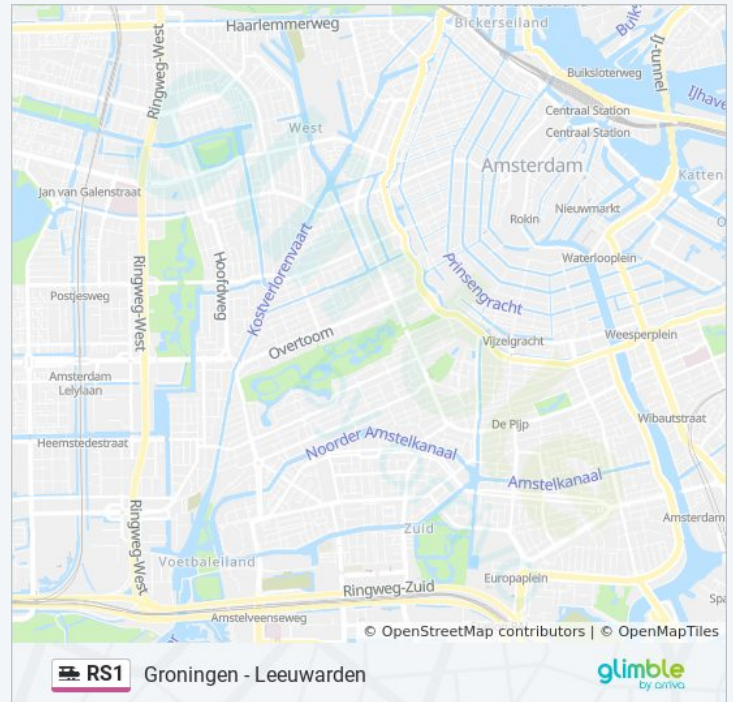 Haarlemmerweg
Bickerseiland
Buiks
IJ-tunnel
Ringweg-West
Buiksloterweg
IJhave
Centraal Station
Centraal Station
West
Amsterdam
Jan van Galenstraat
Katten
Nieuwmarkt
Rokin
Hoofdweg
Kostverlorenvaart
Waterlooplein
Prinsengracht
Ringweg-West
Postjesweg
Overtoom
Vijzelgracht
Weesperplein
Amsterdam
Lelylaan
De Pijp
Wibautstraat
Heemstedestraat
Noorder Amstelkanaal
Amstelkanaal
Ringweg-West
Zuid
Amsterdam
Voetbaleiland
Europaplein
Ringweg-Zuid
Spa
Amstelveenseweg
© OpenStreetMap contributors | © OpenMapTiles
RS1 Groningen - Leeuwarden
glimble
by arriva